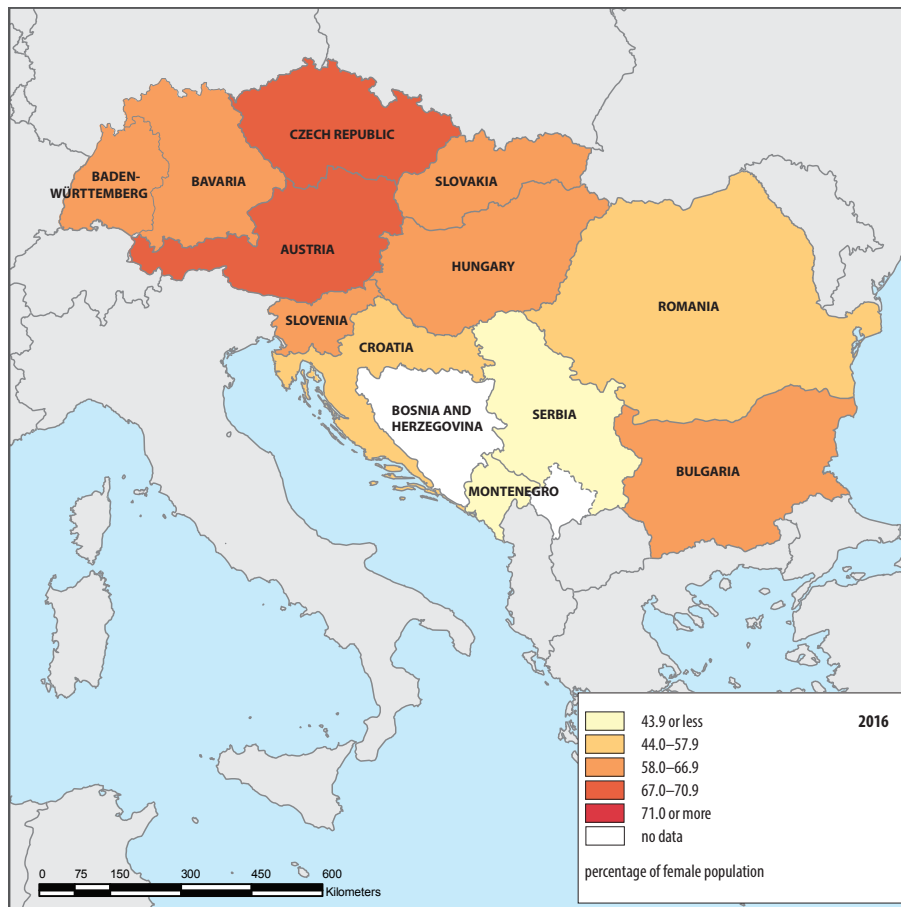 CZECH REPUBLIC
BADEN-
WÜRTTEMBERG
BAVARIA
SLOVAKIA
AUSTRIA
HUNGARY
ROMANIA
SLOVENIA
CROATIA
BOSNIA AND
HERZEGOVINA
SERBIA
BULGARIA
MONTENEGRO
43.9 or less
2016
44.0–57.9
58.0–66.9
67.0–70.9
71.0 or more
no data
percentage of female population
0 75 150 300 450 600
Kilometers